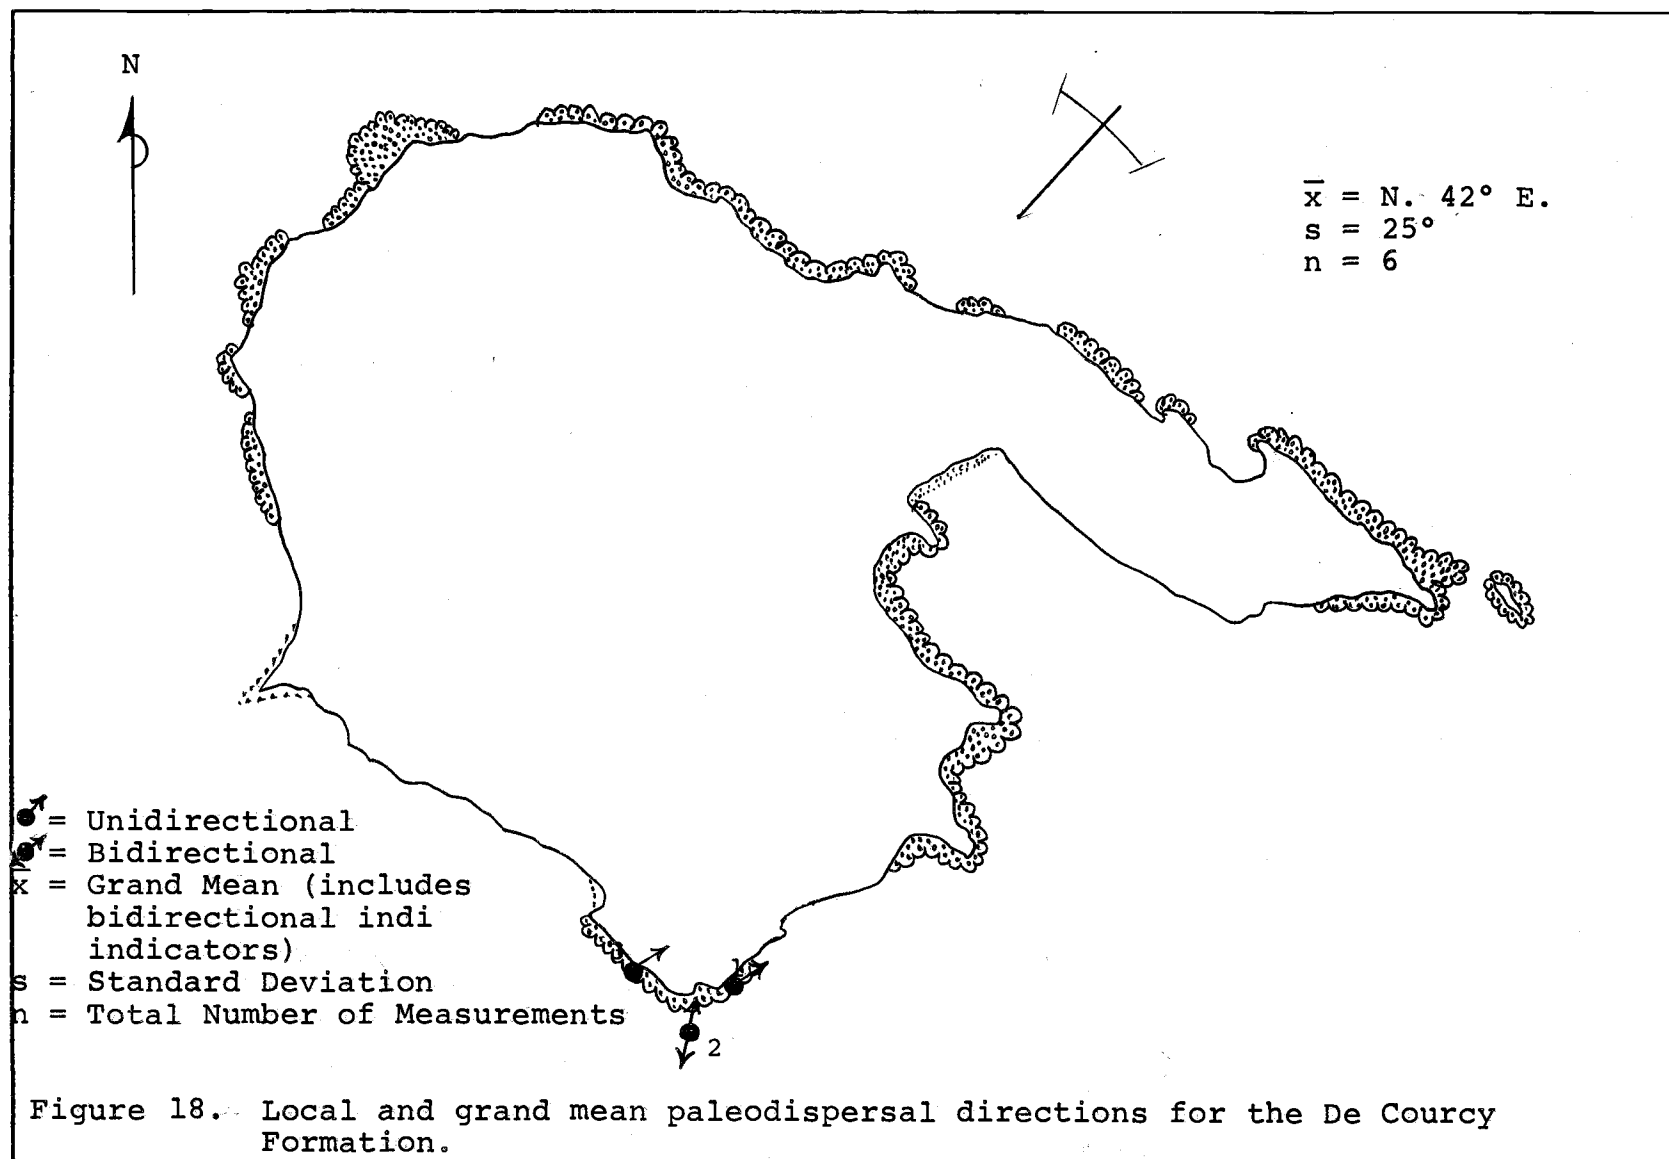 N
x̄ = N. 42° E.
s = 25°
n = 6
= Unidirectional
= Bidirectional
x̄ = Grand Mean (includes
bidirectional indi
indicators)
s = Standard Deviation
n = Total Number of Measurements
1
2
Figure 18. Local and grand mean paleodispersal directions for the De Courcy
Formation.